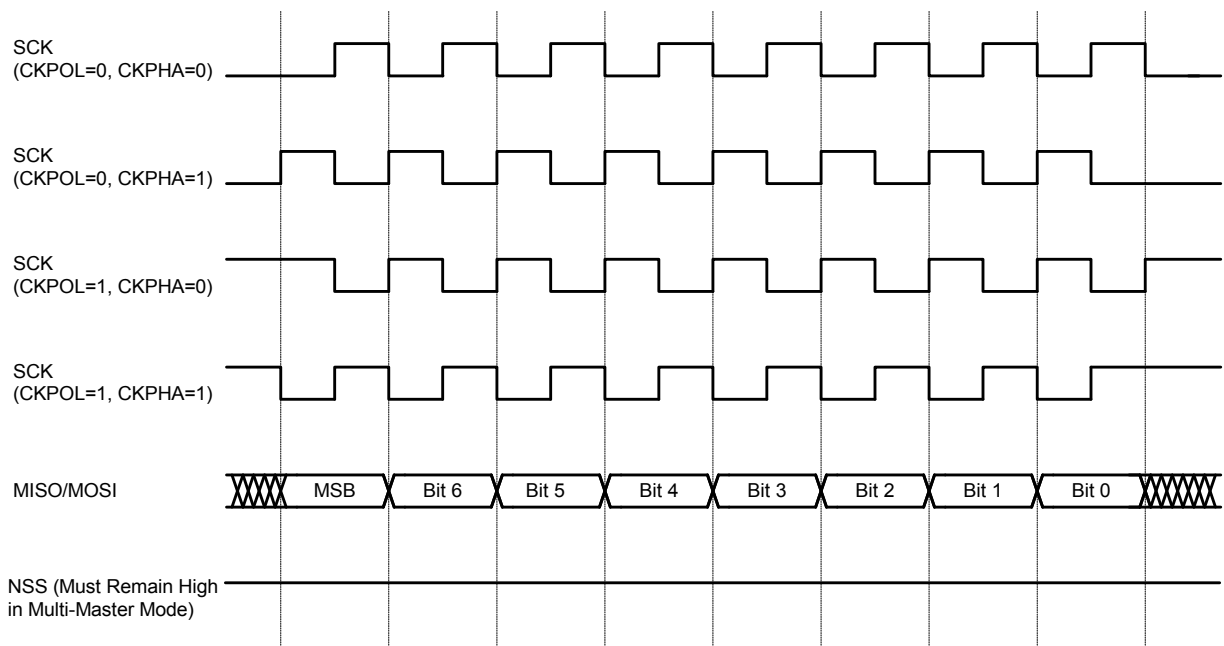 SCK
(CKPOL=0, CKPHA=0)
SCK
(CKPOL=0, CKPHA=1)
SCK
(CKPOL=1, CKPHA=0)
SCK
(CKPOL=1, CKPHA=1)
MISO/MOSI MSB Bit 6 Bit 5 Bit 4 Bit 3 Bit 2 Bit 1 Bit 0
NSS (Must Remain High
in Multi-Master Mode)